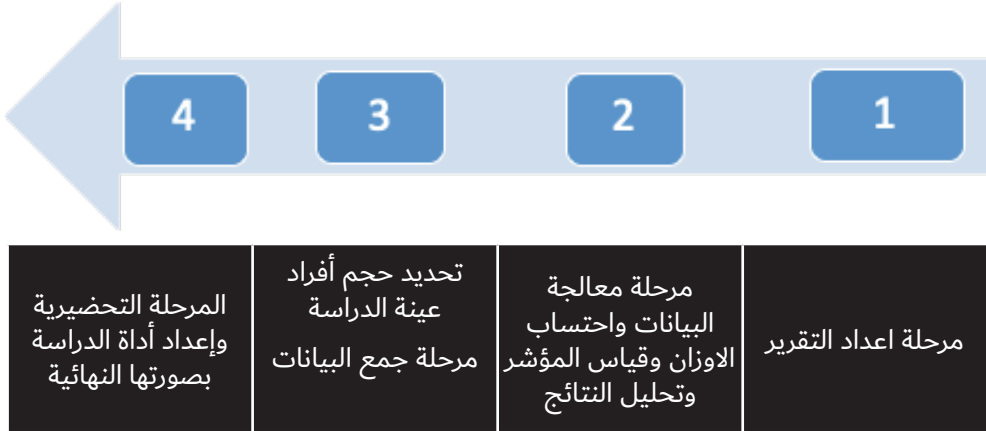 1
2
3
4
مرحلة اعداد التقرير
مرحلة معالجة
البيانات واحتساب
الاوزان وقياس المؤشر
وتحليل النتائج
تحديد حجم أفراد
عينة الدراسة
مرحلة جمع البيانات
المرحلة التحضيرية
وإعداد أداة الدراسة
بصورتها النهائية